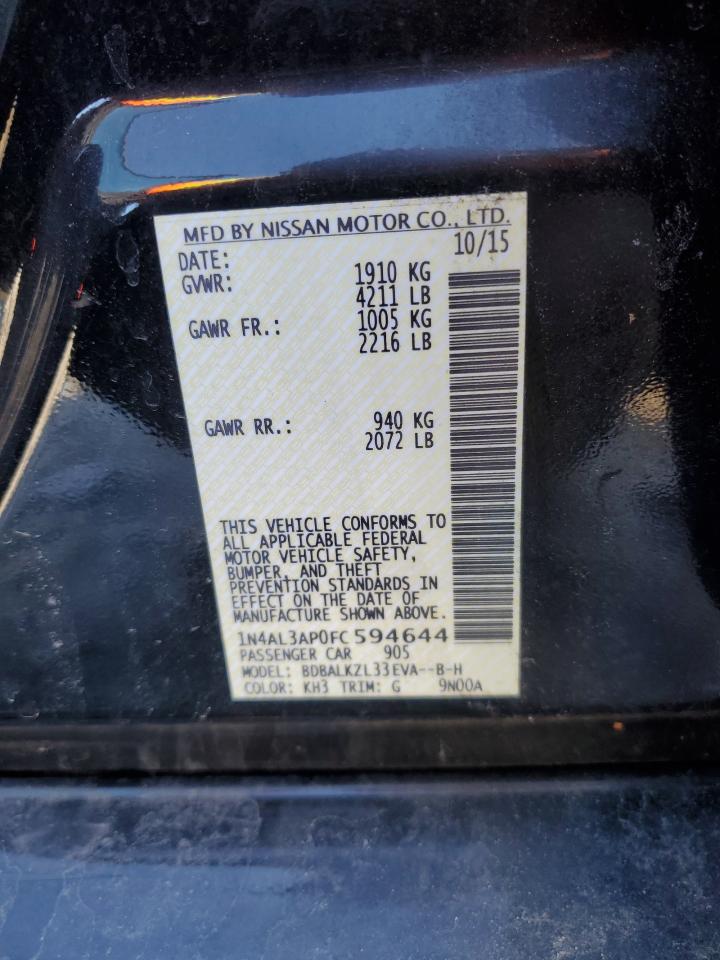 MFD BY NISSAN MOTOR CO., LTD.
DATE: 10/15
GVWR: 1910 KG
4211 LB
GAWR FR.: 1005 KG
2216 LB
GAWR RR.: 940 KG
2072 LB
THIS VEHICLE CONFORMS TO
ALL APPLICABLE FEDERAL
MOTOR VEHICLE SAFETY,
BUMPER, AND THEFT
PREVENTION STANDARDS IN
EFFECT ON THE DATE OF
MANUFACTURE SHOWN ABOVE.
1N4AL3AP0FC594644
PASSENGER CAR 905
MODEL: BDBALKZL33EVA--B-H
COLOR: KH3 TRIM: G 9N00A